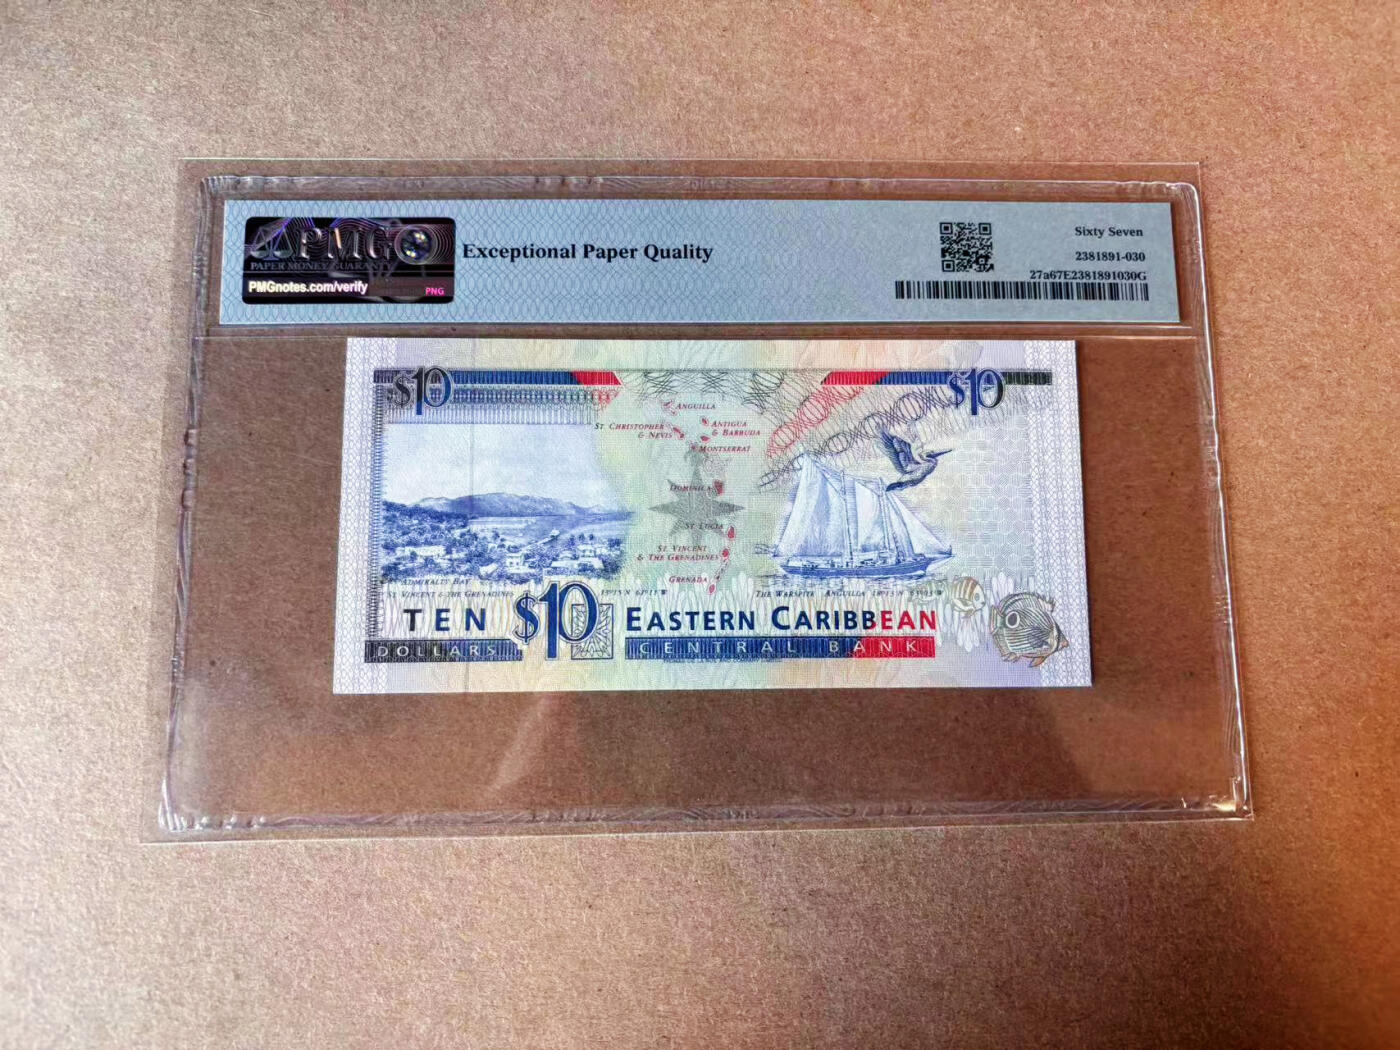 PMG
PAPER MONEY GUARANTY
PMGnotes.com/verify
PNG
Exceptional Paper Quality
Sixty Seven
2381891-030
27a67E2381891030G
$10
$10
ANGUILLA
ST CHRISTOPHER
& NEVIS
ANTIGUA
& BARBUDA
MONTSERRAT
DOMINICA
ST LUCIA
ST. VINCENT
& THE GRENADINES
GRENADA
ADMIRALTY BAY
ST VINCENT & THE GRENADINES
THE WARSPITE ANGUILLA
TEN $10
DOLLARS
EASTERN CARIBBEAN
CENTRAL BANK